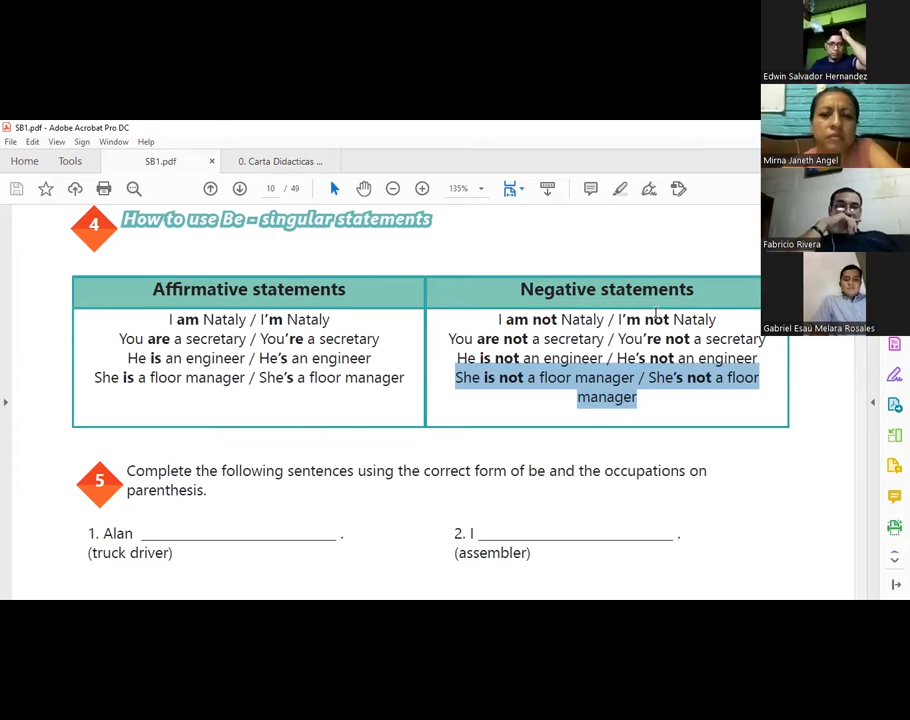 SB1.pdf - Adobe Acrobat Pro DC
File Edit View Sign Window Help
Home Tools SB1.pdf × 0. Carta Didacticas ...
10 / 49 135%
4 How to use Be - singular statements
Affirmative statements
I am Nataly / I'm Nataly
You are a secretary / You're a secretary
He is an engineer / He's an engineer
She is a floor manager / She's a floor manager
Negative statements
I am not Nataly / I'm not Nataly
You are not a secretary / You're not a secretary
He is not an engineer / He's not an engineer
She is not a floor manager / She's not a floor
manager
5 Complete the following sentences using the correct form of be and the occupations on
parenthesis.
1. Alan ______________________ .
(truck driver)
2. I ______________________ .
(assembler)
Edwin Salvador Hernandez
Mirna Janeth Angel
Fabricio Rivera
Gabriel Esaú Melara Rosales